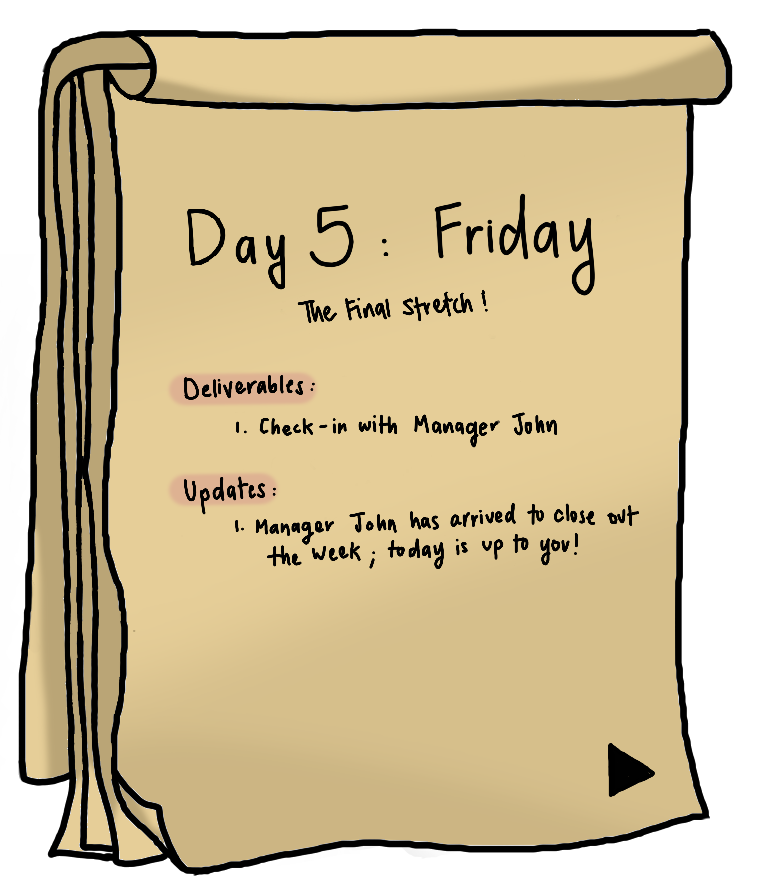 Day 5: Friday
The Final Stretch!
Deliverables:
1. Check-in with Manager John
Updates:
1. Manager John has arrived to close out
the week; today is up to you!